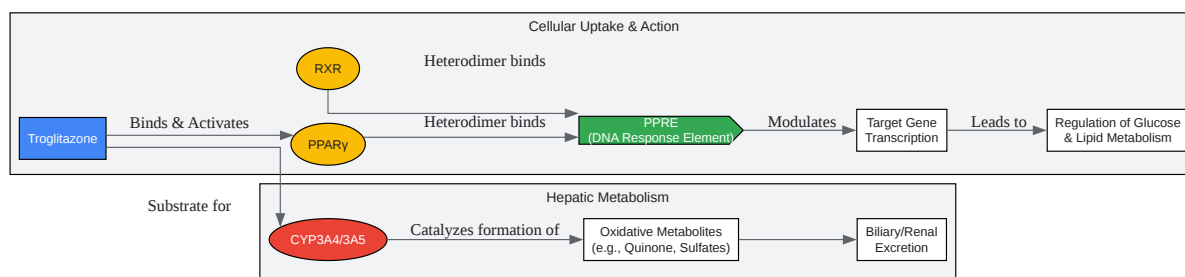 Cellular Uptake & Action
RXR
Heterodimer binds
Troglitazone
Binds & Activates
PPARγ
Heterodimer binds
PPRE
(DNA Response Element)
Modulates
Target Gene
Transcription
Leads to
Regulation of Glucose
& Lipid Metabolism
Substrate for
Hepatic Metabolism
CYP3A4/3A5
Catalyzes formation of
Oxidative Metabolites
(e.g., Quinone, Sulfates)
Biliary/Renal
Excretion